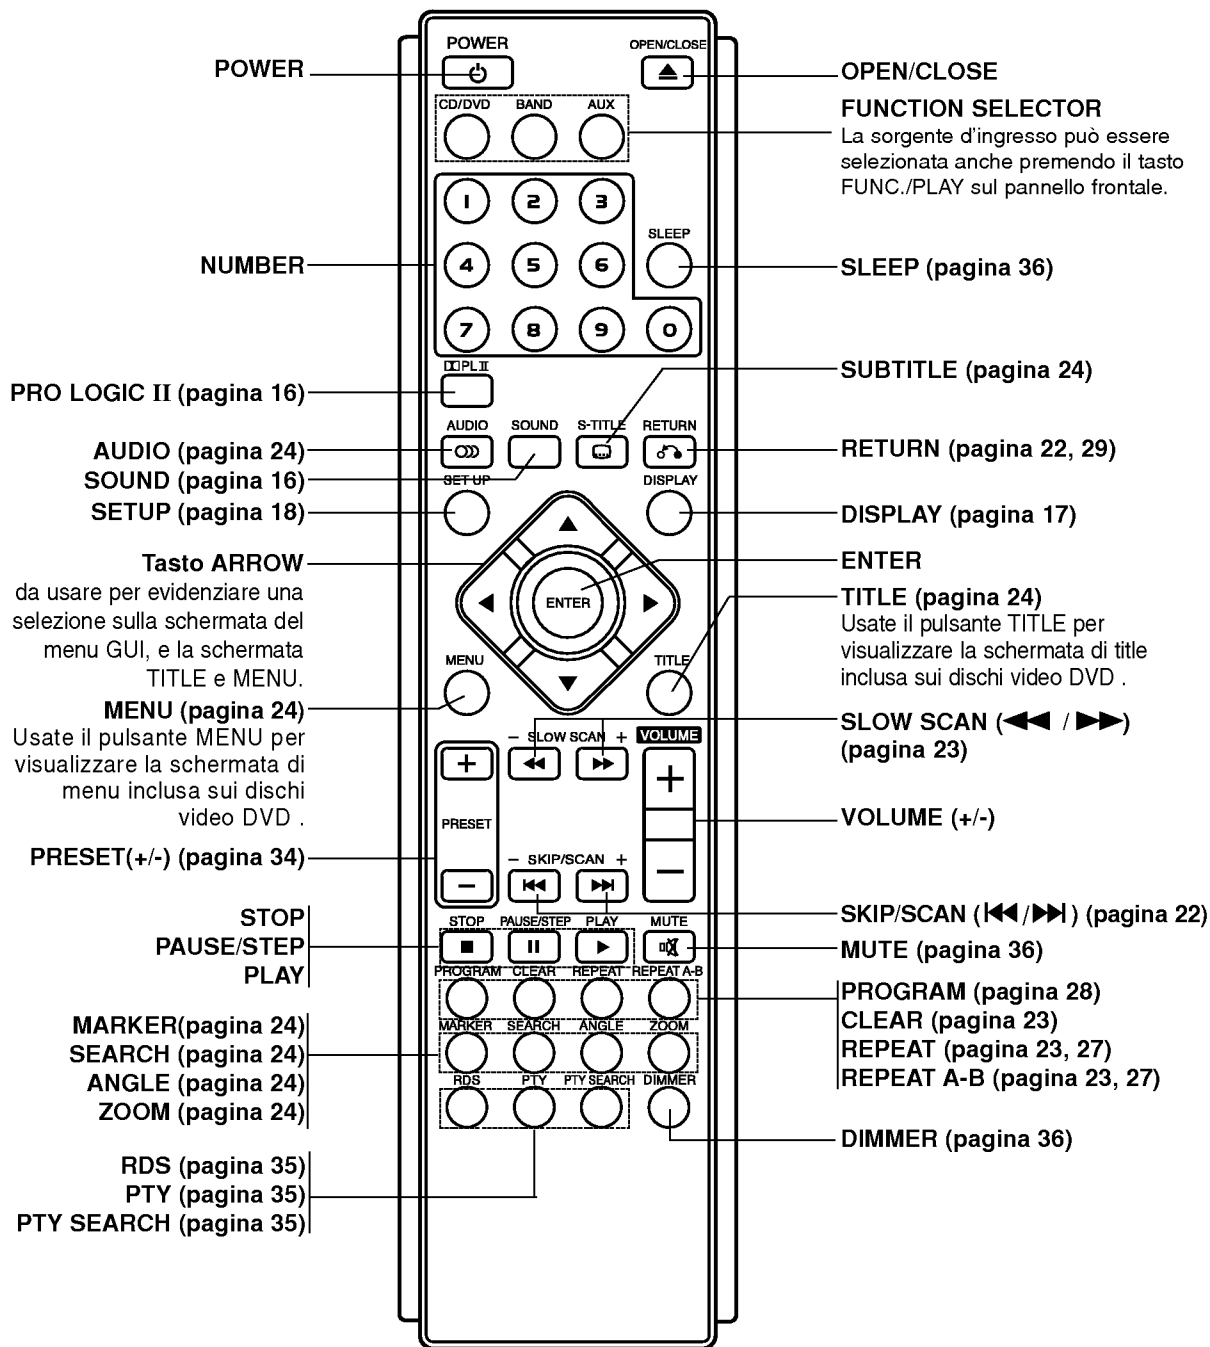 POWER
OPEN/CLOSE
POWER
OPEN/CLOSE
CD/DVD BAND AUX
FUNCTION SELECTOR
La sorgente d'ingresso può essere
selezionata anche premendo il tasto
FUNC./PLAY sul pannello frontale.
1 2 3
SLEEP
NUMBER
4 5 6
SLEEP (pagina 36)
7 8 9 0
PL II
SUBTITLE (pagina 24)
PRO LOGIC II (pagina 16)
AUDIO SOUND S-TITLE RETURN
AUDIO (pagina 24)
RETURN (pagina 22, 29)
SOUND (pagina 16)
SET UP DISPLAY
SETUP (pagina 18)
DISPLAY (pagina 17)
Tasto ARROW
da usare per evidenziare una
selezione sulla schermata del
menu GUI, e la schermata
TITLE e MENU.
ENTER
ENTER
TITLE (pagina 24)
Usate il pulsante TITLE per
visualizzare la schermata di title
inclusa sui dischi video DVD .
MENU TITLE
MENU (pagina 24)
Usate il pulsante MENU per
visualizzare la schermata di
menu inclusa sui dischi
video DVD .
SLOW SCAN (◀◀ / ▶▶)
(pagina 23)
– SLOW SCAN + VOLUME
+
+
PRESET
VOLUME (+/-)
PRESET(+/-) (pagina 34)
– SKIP/SCAN +
–
–
SKIP/SCAN (|◀◀ /▶▶| ) (pagina 22)
STOP
PAUSE/STEP
PLAY
STOP PAUSE/STEP PLAY MUTE
MUTE (pagina 36)
PROGRAM CLEAR REPEAT REPEAT A-B
PROGRAM (pagina 28)
CLEAR (pagina 23)
REPEAT (pagina 23, 27)
REPEAT A-B (pagina 23, 27)
MARKER(pagina 24)
SEARCH (pagina 24)
ANGLE (pagina 24)
ZOOM (pagina 24)
MARKER SEARCH ANGLE ZOOM
RDS PTY PTY SEARCH DIMMER
DIMMER (pagina 36)
RDS (pagina 35)
PTY (pagina 35)
PTY SEARCH (pagina 35)